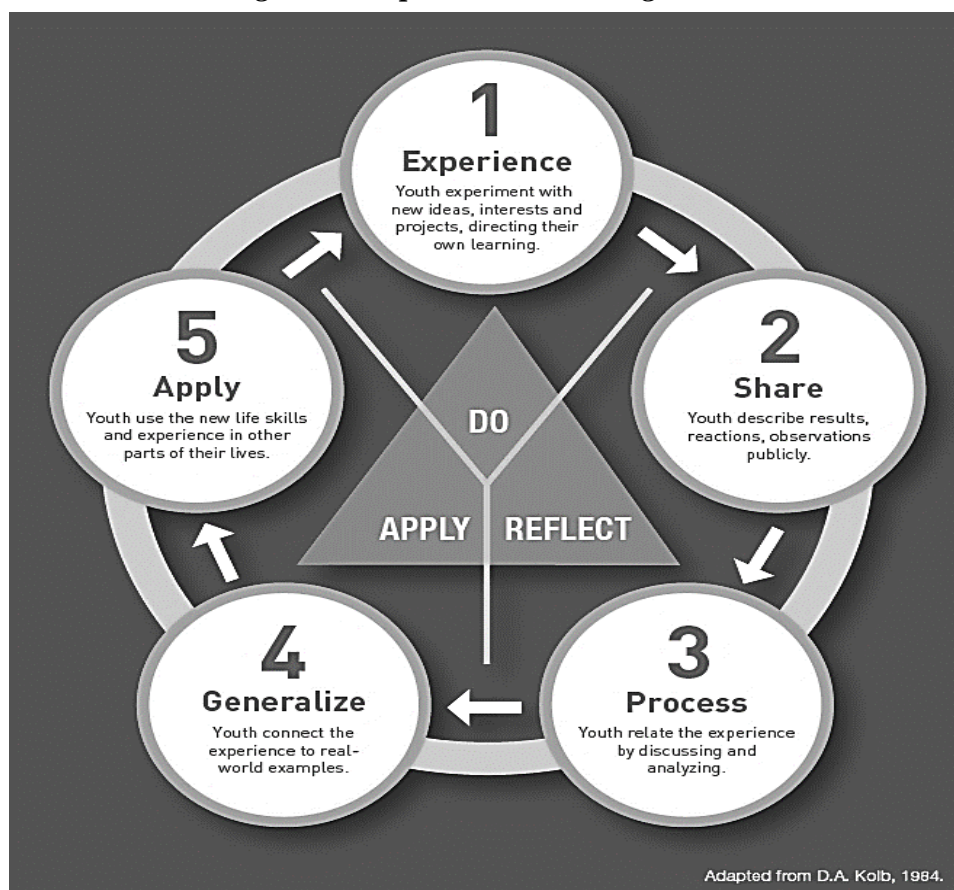 1
Experience
Youth experiment with
new ideas, interests and
projects, directing their
own learning.
2
Share
Youth describe results,
reactions, observations
publicly.
3
Process
Youth relate the experience
by discussing and
analyzing.
4
Generalize
Youth connect the
experience to real-
world examples.
5
Apply
Youth use the new life skills
and experience in other
parts of their lives.
DO
APPLY
REFLECT
Adapted from D.A. Kolb, 1984.